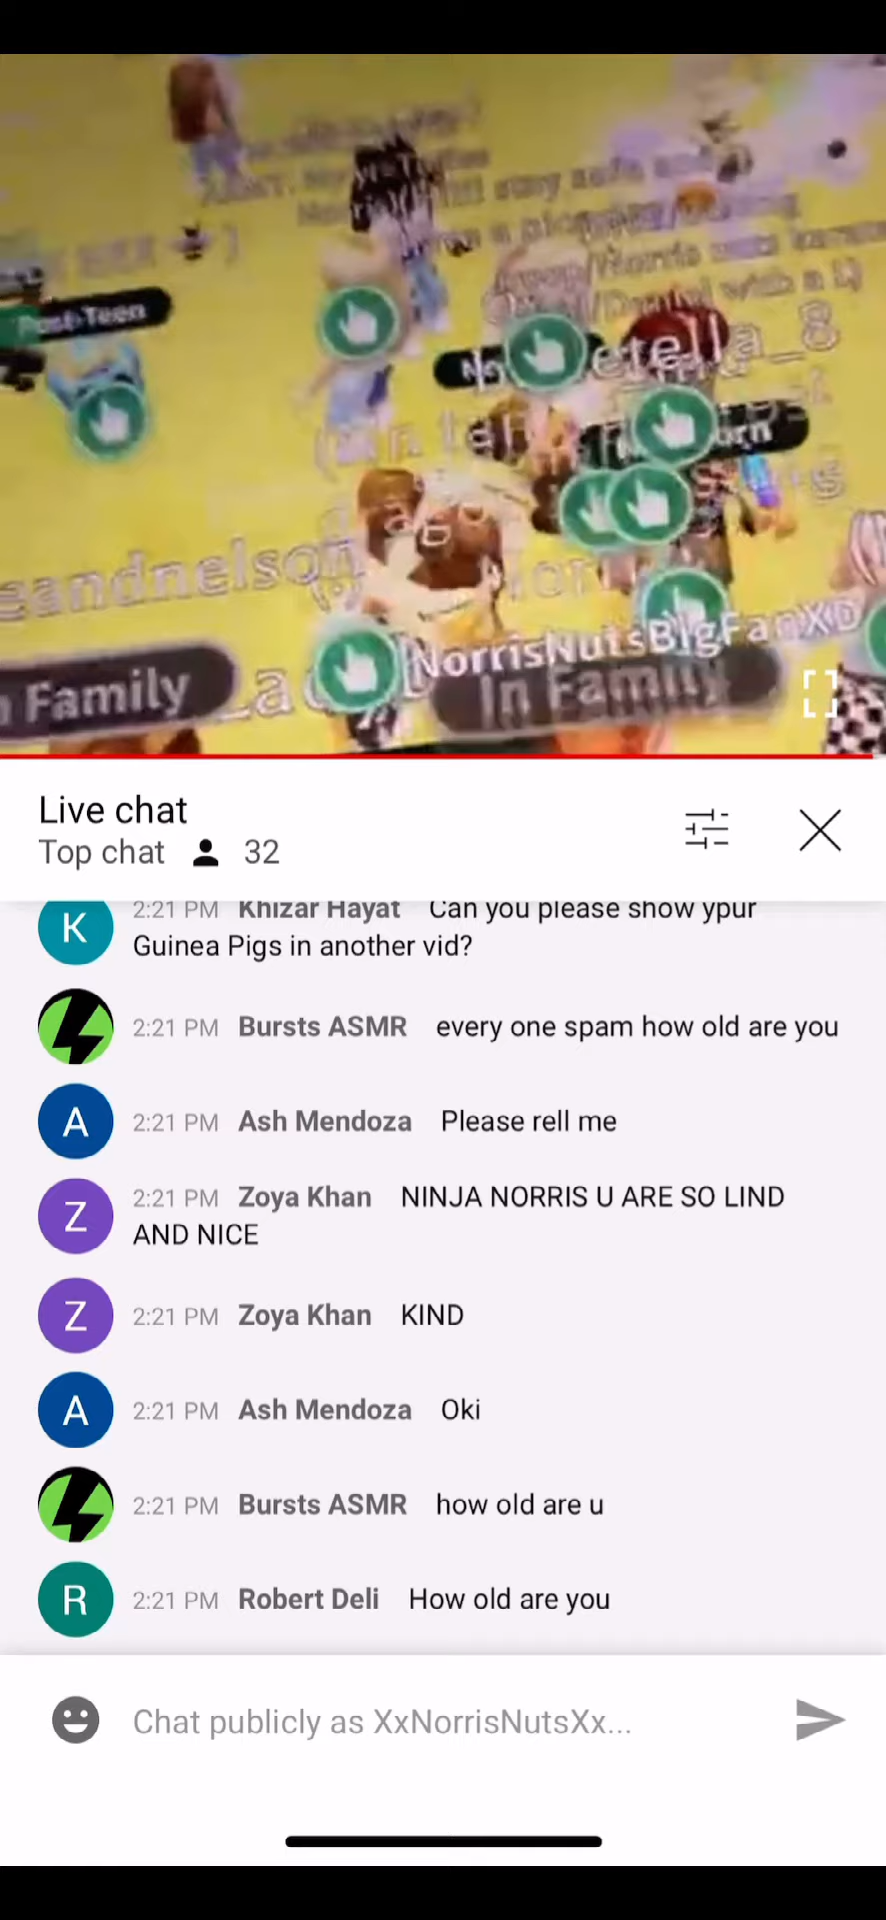 Post-Teen
etella_8
eandnelson
NorrisNutsBigFanXD
Family
In Family
Live chat
Top chat 32
2:21 PM Khizar Hayat Can you please show ypur
Guinea Pigs in another vid?
2:21 PM Bursts ASMR every one spam how old are you
2:21 PM Ash Mendoza Please rell me
2:21 PM Zoya Khan NINJA NORRIS U ARE SO LIND
AND NICE
2:21 PM Zoya Khan KIND
2:21 PM Ash Mendoza Oki
2:21 PM Bursts ASMR how old are u
2:21 PM Robert Deli How old are you
Chat publicly as XxNorrisNutsXx...
K
A
Z
Z
A
R